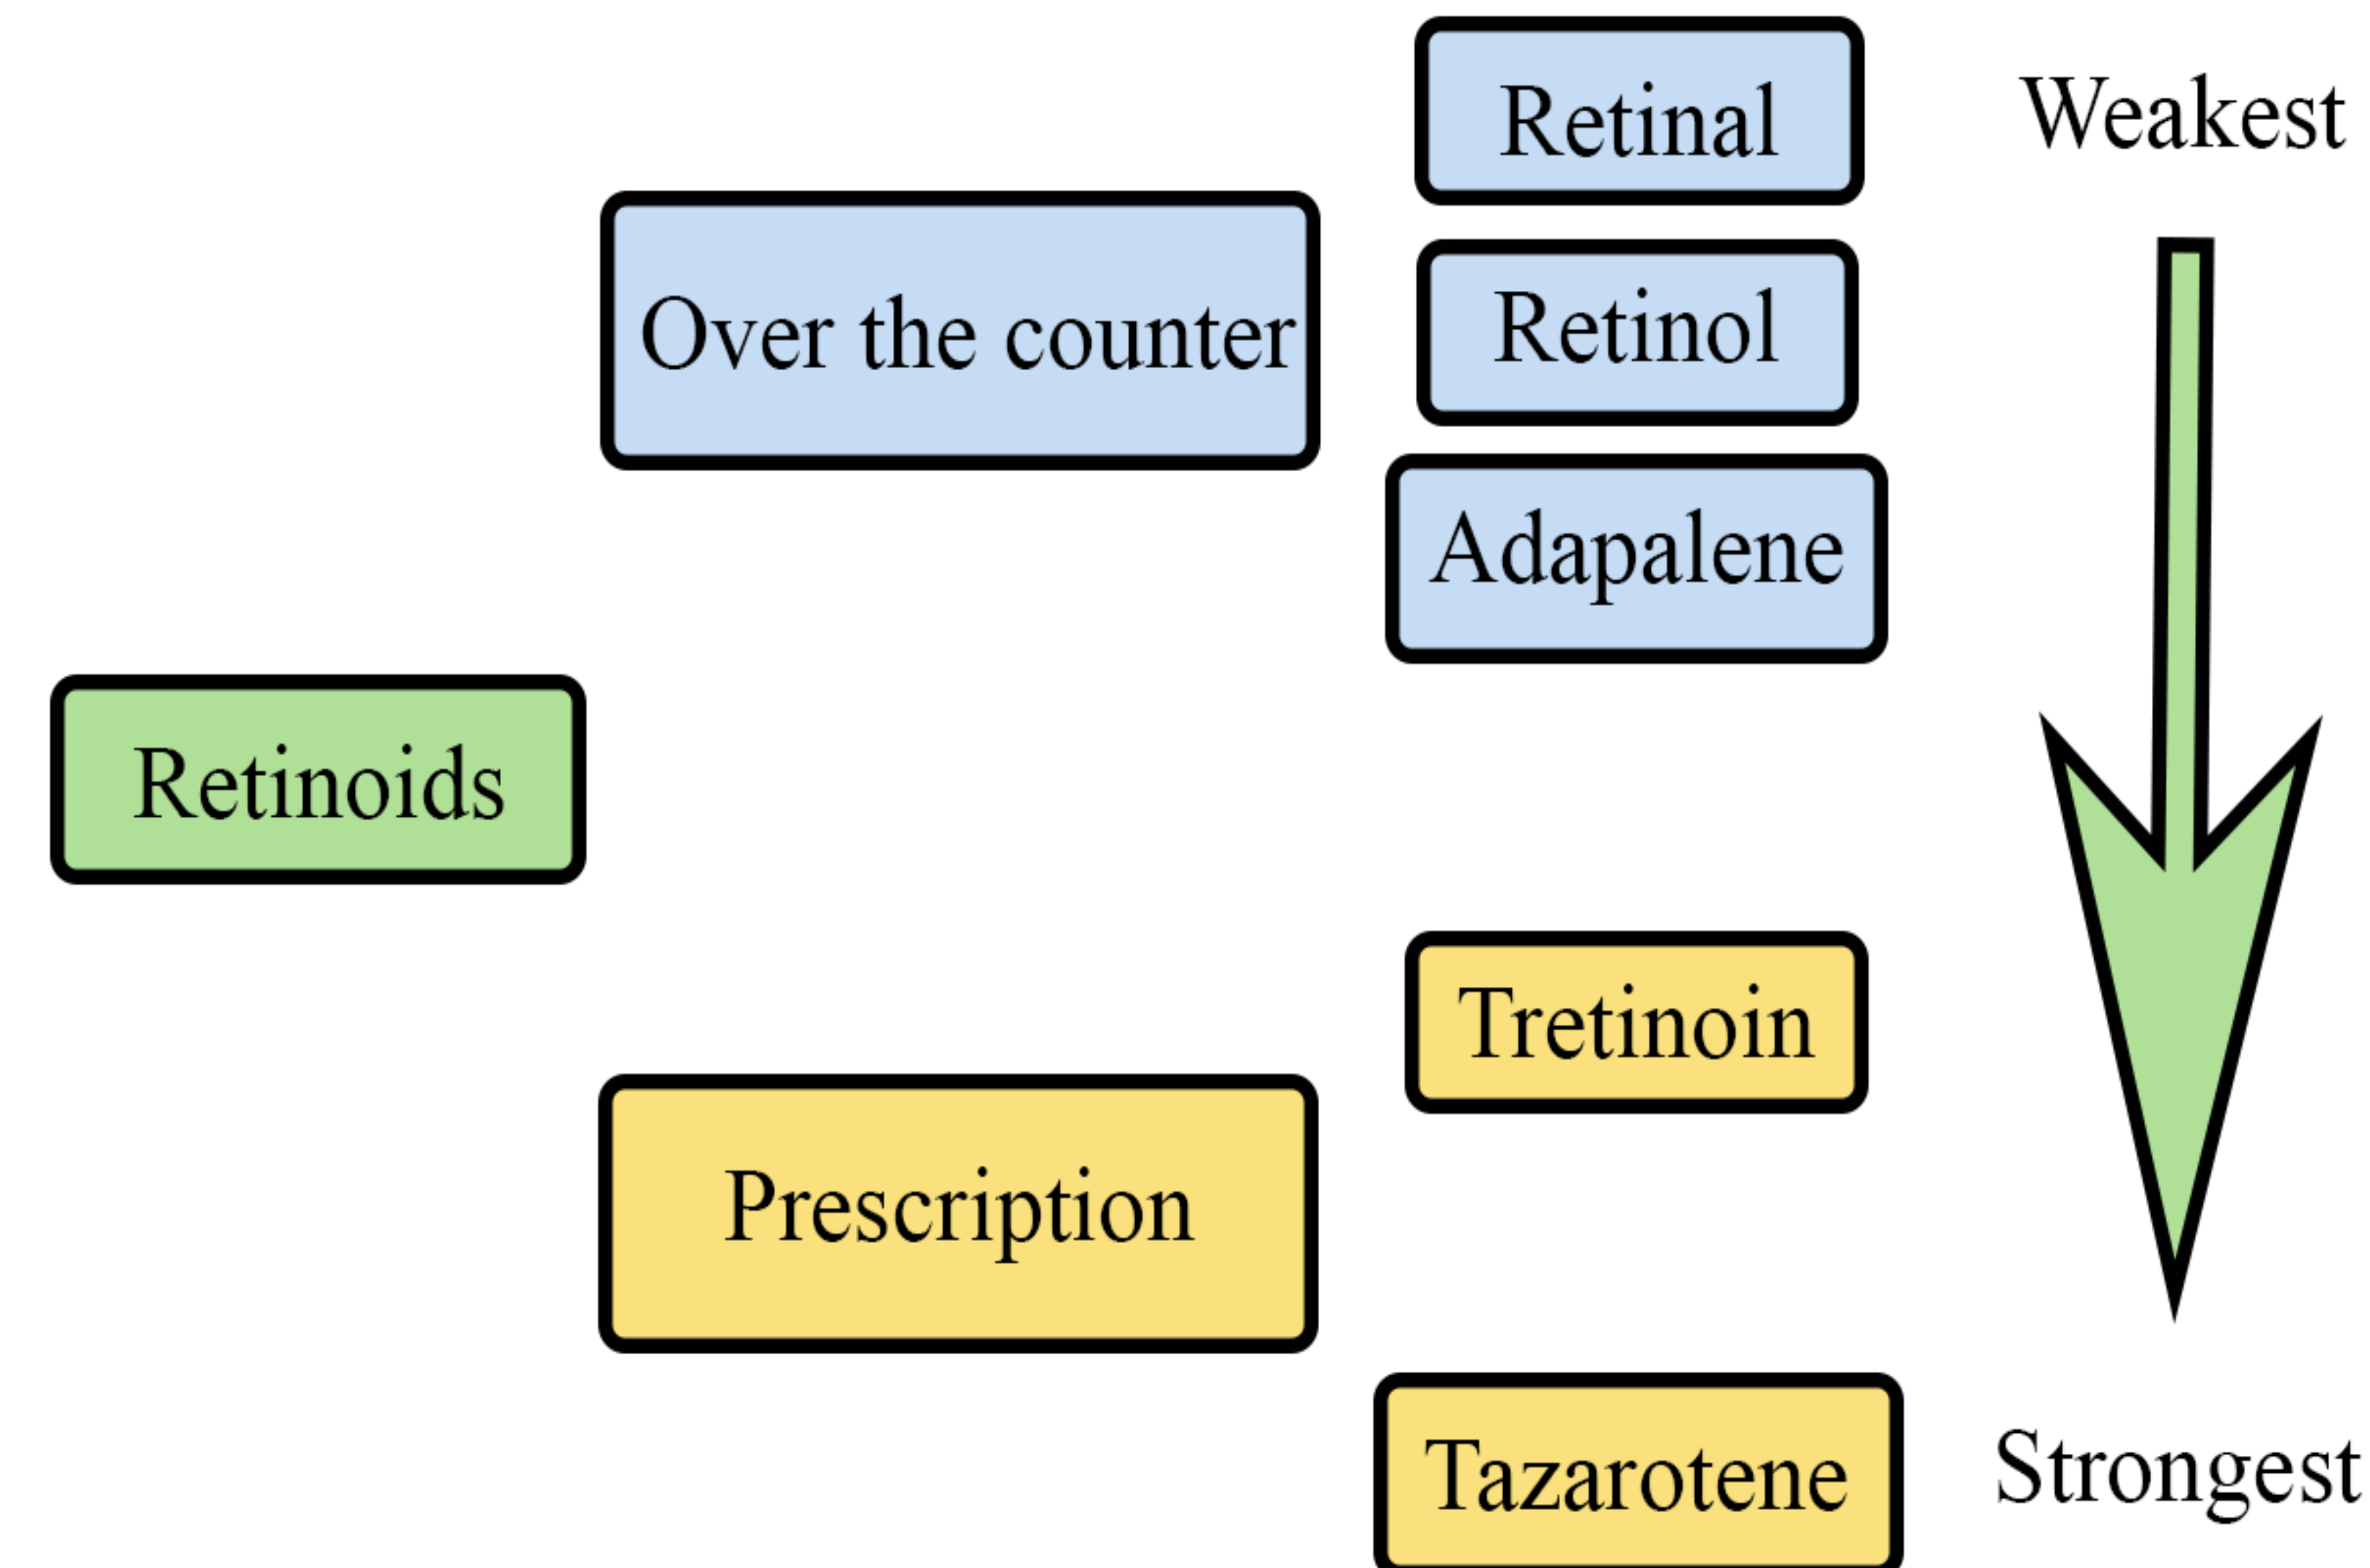 Retinal
Weakest
Over the counter
Retinol
Adapalene
Retinoids
Tretinoin
Prescription
Tazarotene
Strongest